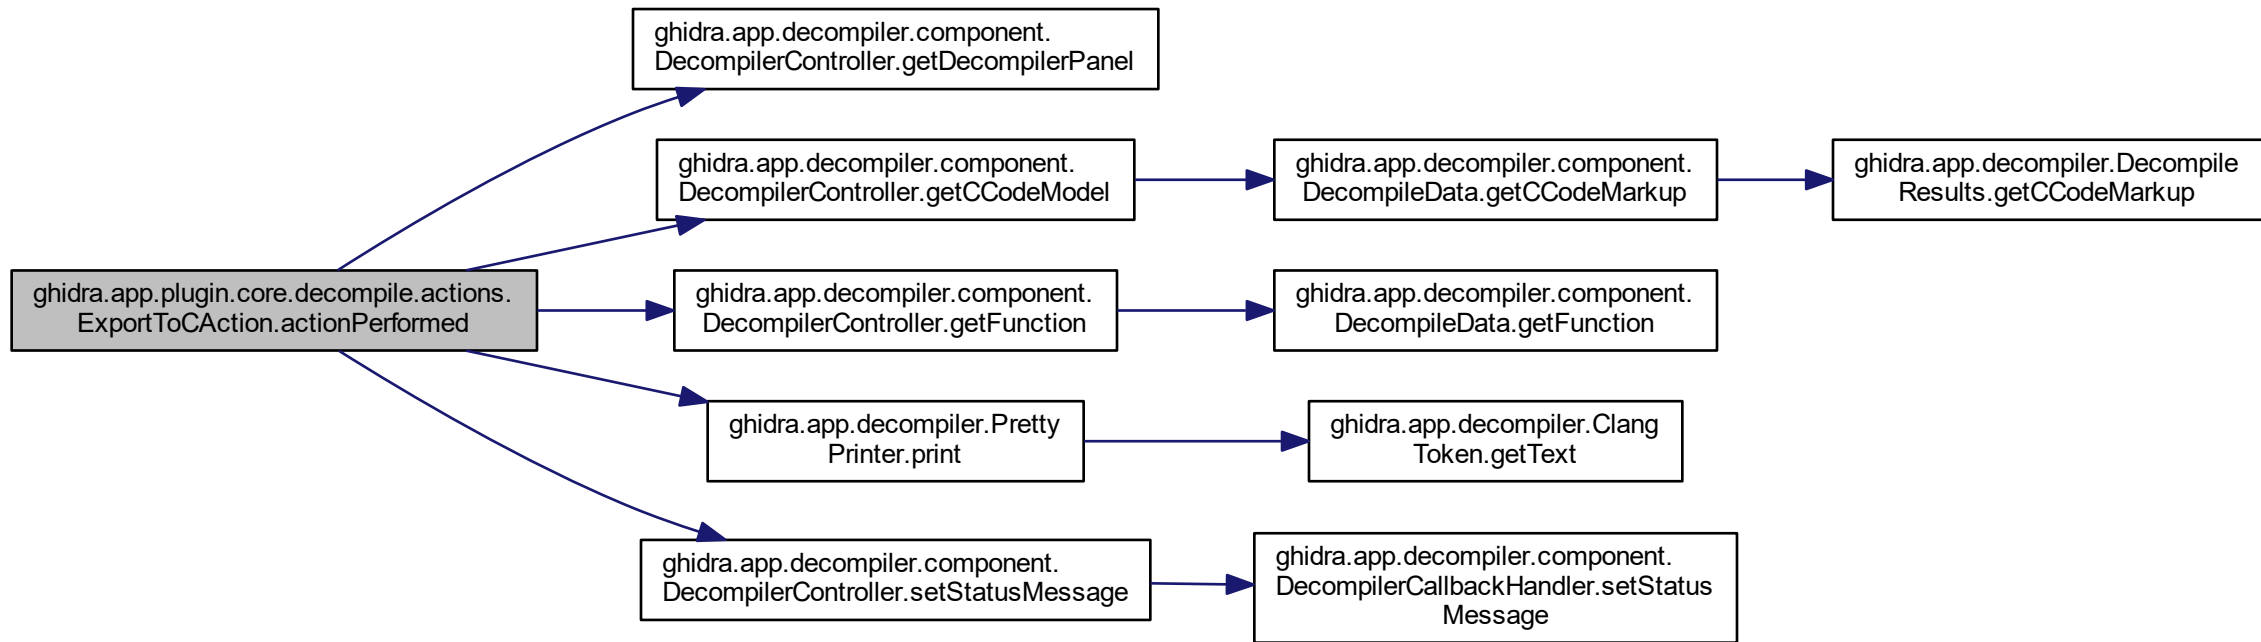 ghidra.app.decompiler.component.
DecompilerController.getDecompilerPanel
ghidra.app.decompiler.component.
DecompilerController.getCCodeModel
ghidra.app.decompiler.component.
DecompileData.getCCodeMarkup
ghidra.app.decompiler.Decompile
Results.getCCodeMarkup
ghidra.app.plugin.core.decompile.actions.
ExportToCAction.actionPerformed
ghidra.app.decompiler.component.
DecompilerController.getFunction
ghidra.app.decompiler.component.
DecompileData.getFunction
ghidra.app.decompiler.Pretty
Printer.print
ghidra.app.decompiler.Clang
Token.getText
ghidra.app.decompiler.component.
DecompilerController.setStatusMessage
ghidra.app.decompiler.component.
DecompilerCallbackHandler.setStatus
Message